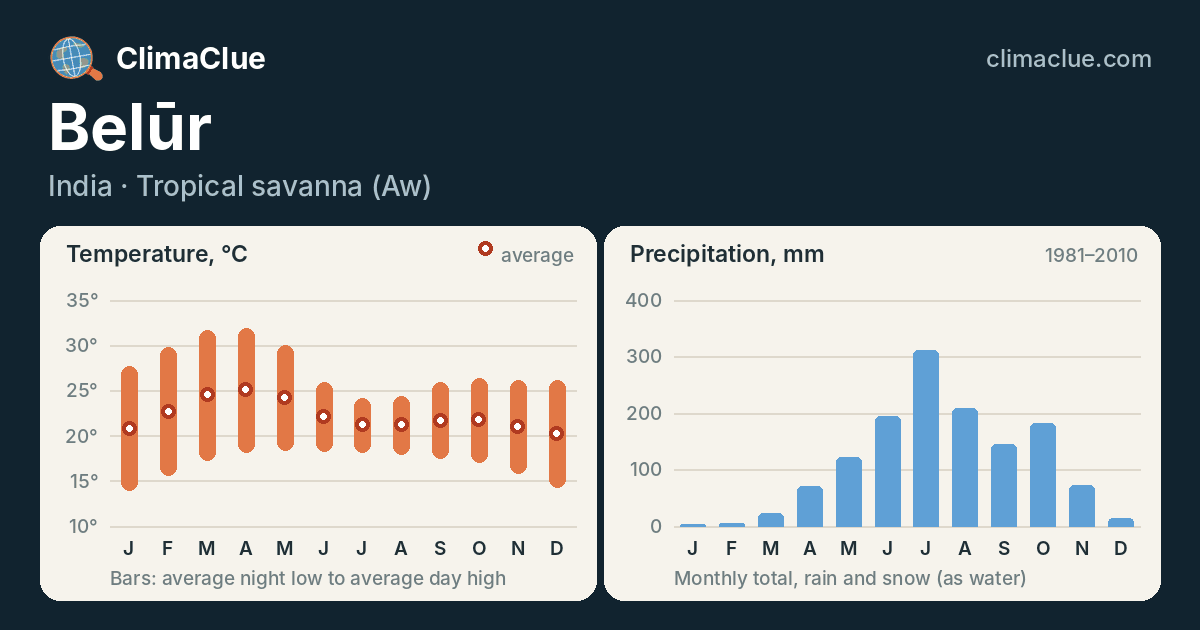 ClimaClue
climaclue.com
Belūr
India · Tropical savanna (Aw)
Temperature, °C
average
35°
30°
25°
20°
15°
10°
J F M A M J J A S O N D
Bars: average night low to average day high
Precipitation, mm
1981–2010
400
300
200
100
0
J F M A M J J A S O N D
Monthly total, rain and snow (as water)